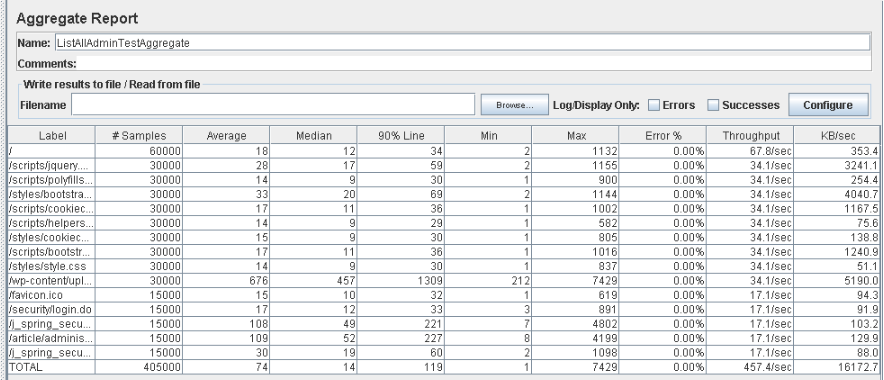 Aggregate Report
Name: ListAllAdminTestAggregate
Comments:
Write results to file / Read from file
Filename Browse... Log/Display Only: Errors Successes Configure
Label # Samples Average Median 90% Line Min Max Error % Throughput KB/sec
/ 60000 18 12 34 2 1132 0.00% 67.8/sec 353.4
/scripts/jquery.... 30000 28 17 59 2 1155 0.00% 34.1/sec 3241.1
/scripts/polyfills... 30000 14 9 30 1 900 0.00% 34.1/sec 254.4
/styles/bootstra... 30000 33 20 69 2 1144 0.00% 34.1/sec 4040.7
/scripts/cookiec... 30000 17 11 36 1 1002 0.00% 34.1/sec 1167.5
/scripts/helpers... 30000 14 9 29 1 582 0.00% 34.1/sec 75.6
/styles/cookiec... 30000 15 9 30 1 805 0.00% 34.1/sec 138.8
/scripts/bootstr... 30000 17 11 36 1 1016 0.00% 34.1/sec 1240.9
/styles/style.css 30000 14 9 30 1 837 0.00% 34.1/sec 51.1
/wp-content/upl... 30000 676 457 1309 212 7429 0.00% 34.1/sec 5190.0
/favicon.ico 15000 15 10 32 1 619 0.00% 17.1/sec 94.3
/security/login.do 15000 17 12 33 3 891 0.00% 17.1/sec 91.9
/j_spring_secu... 15000 108 49 221 7 4802 0.00% 17.1/sec 103.2
/article/adminis... 15000 109 52 227 8 4199 0.00% 17.1/sec 129.9
/j_spring_secu... 15000 30 19 60 2 1098 0.00% 17.1/sec 88.0
TOTAL 405000 74 14 119 1 7429 0.00% 457.4/sec 16172.7